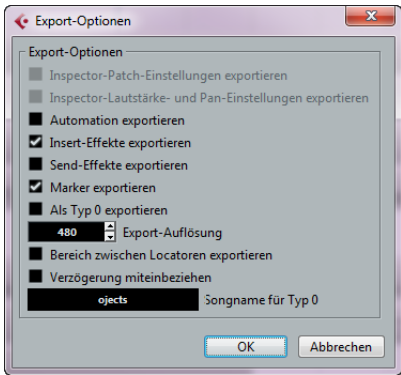 Export-Optionen
Export-Optionen
Inspector-Patch-Einstellungen exportieren
Inspector-Lautstärke- und Pan-Einstellungen exportieren
Automation exportieren
Insert-Effekte exportieren
Send-Effekte exportieren
Marker exportieren
Als Typ 0 exportieren
480 Export-Auflösung
Bereich zwischen Locatoren exportieren
Verzögerung miteinbeziehen
ojects Songname für Typ 0
OK Abbrechen